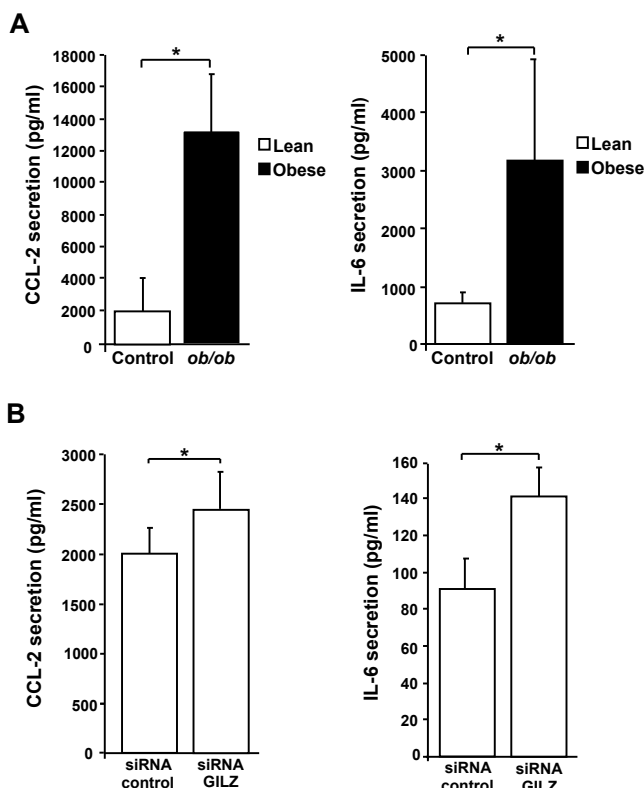 A
CCL-2 secretion (pg/ml)
18000
16000
14000
12000
10000
8000
6000
4000
2000
0
*
Control
ob/ob
Lean
Obese
IL-6 secretion (pg/ml)
5000
4000
3000
2000
1000
0
*
Control
ob/ob
Lean
Obese
B
CCL-2 secretion (pg/ml)
3000
2500
2000
1500
1000
500
0
*
siRNA
control
siRNA
GILZ
IL-6 secretion (pg/ml)
160
140
120
100
80
60
40
20
0
*
siRNA
control
siRNA
GILZ